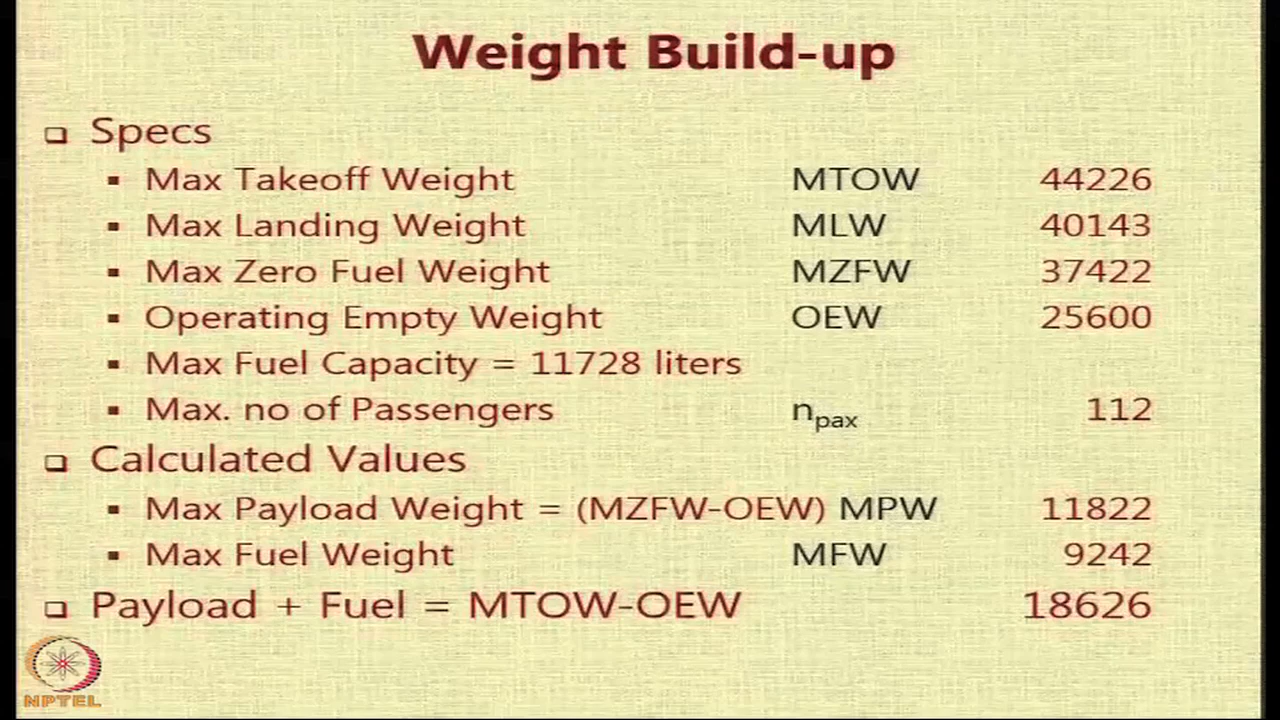 Weight Build-up
Specs
Max Takeoff Weight MTOW 44226
Max Landing Weight MLW 40143
Max Zero Fuel Weight MZFW 37422
Operating Empty Weight OEW 25600
Max Fuel Capacity = 11728 liters
Max. no of Passengers npax 112
Calculated Values
Max Payload Weight = (MZFW-OEW) MPW 11822
Max Fuel Weight MFW 9242
Payload + Fuel = MTOW-OEW 18626
NPTEL